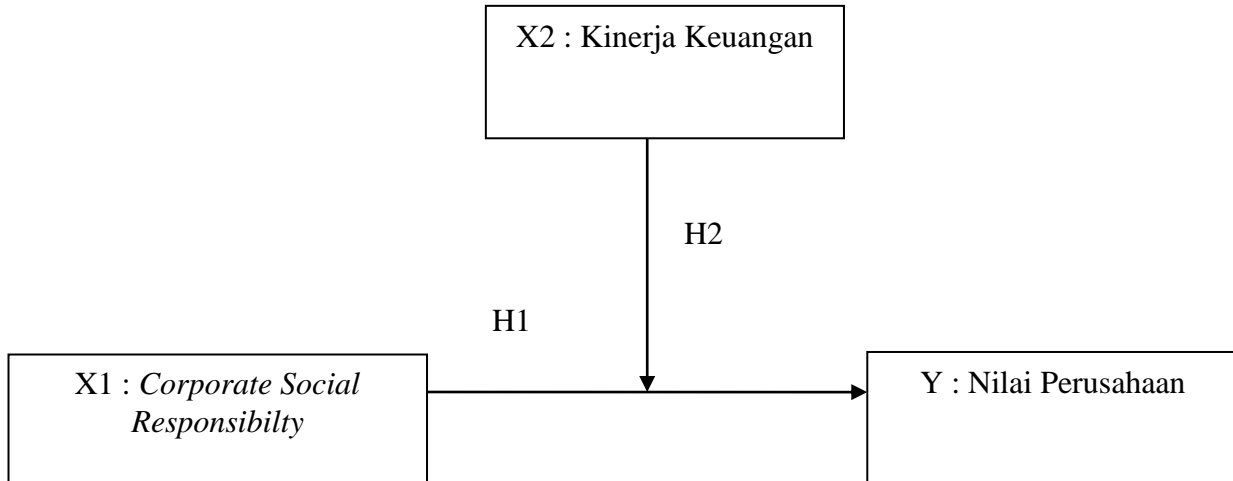 X2 : Kinerja Keuangan
H2
H1
X1 : Corporate Social
Responsibilty
Y : Nilai Perusahaan